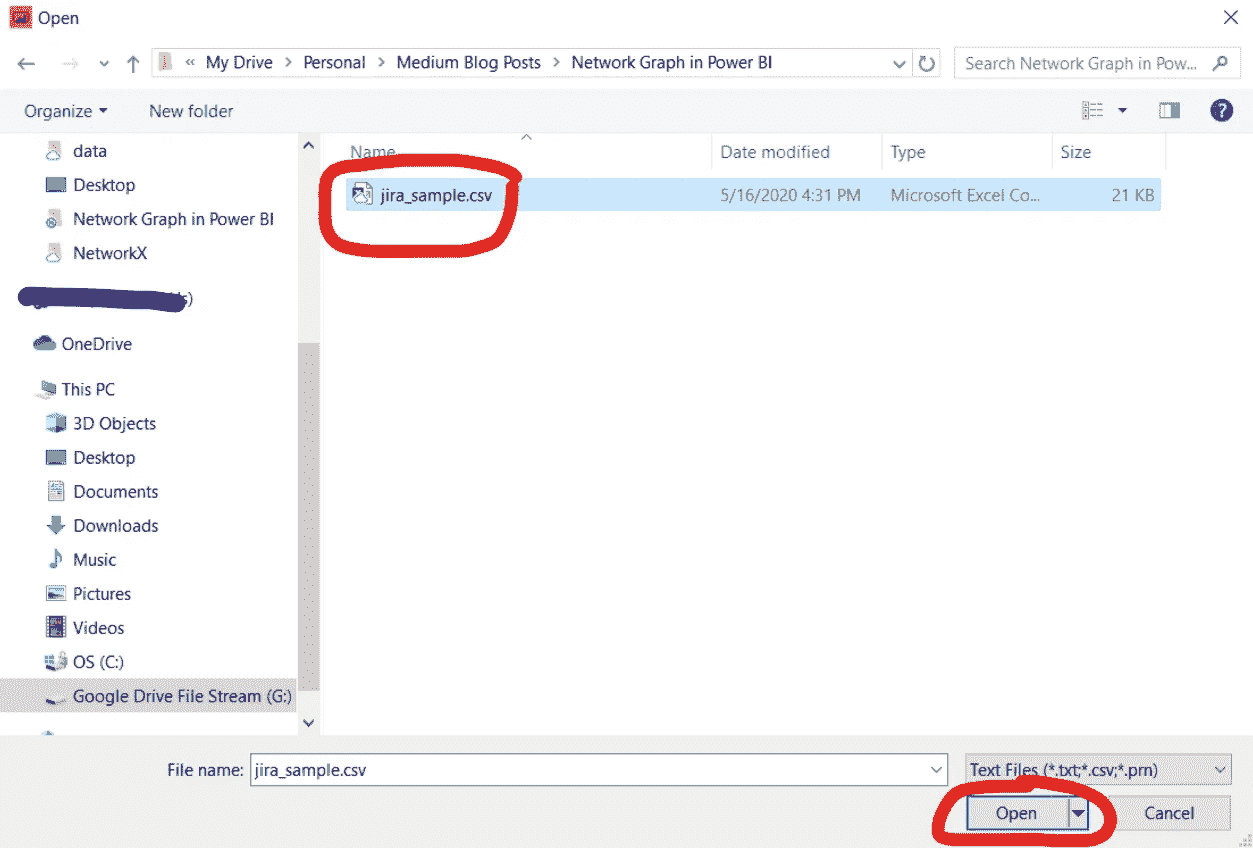 Open
« My Drive > Personal > Medium Blog Posts > Network Graph in Power BI
Search Network Graph in Pow...
Organize New folder
?
Name Date modified Type Size
jira_sample.csv 5/16/2020 4:31 PM Microsoft Excel Co... 21 KB
data
Desktop
Network Graph in Power BI
NetworkX
OneDrive
This PC
3D Objects
Desktop
Documents
Downloads
Music
Pictures
Videos
OS (C:)
Google Drive File Stream (G:)
File name: jira_sample.csv Text Files (*.txt;*.csv;*.prn)
Open Cancel